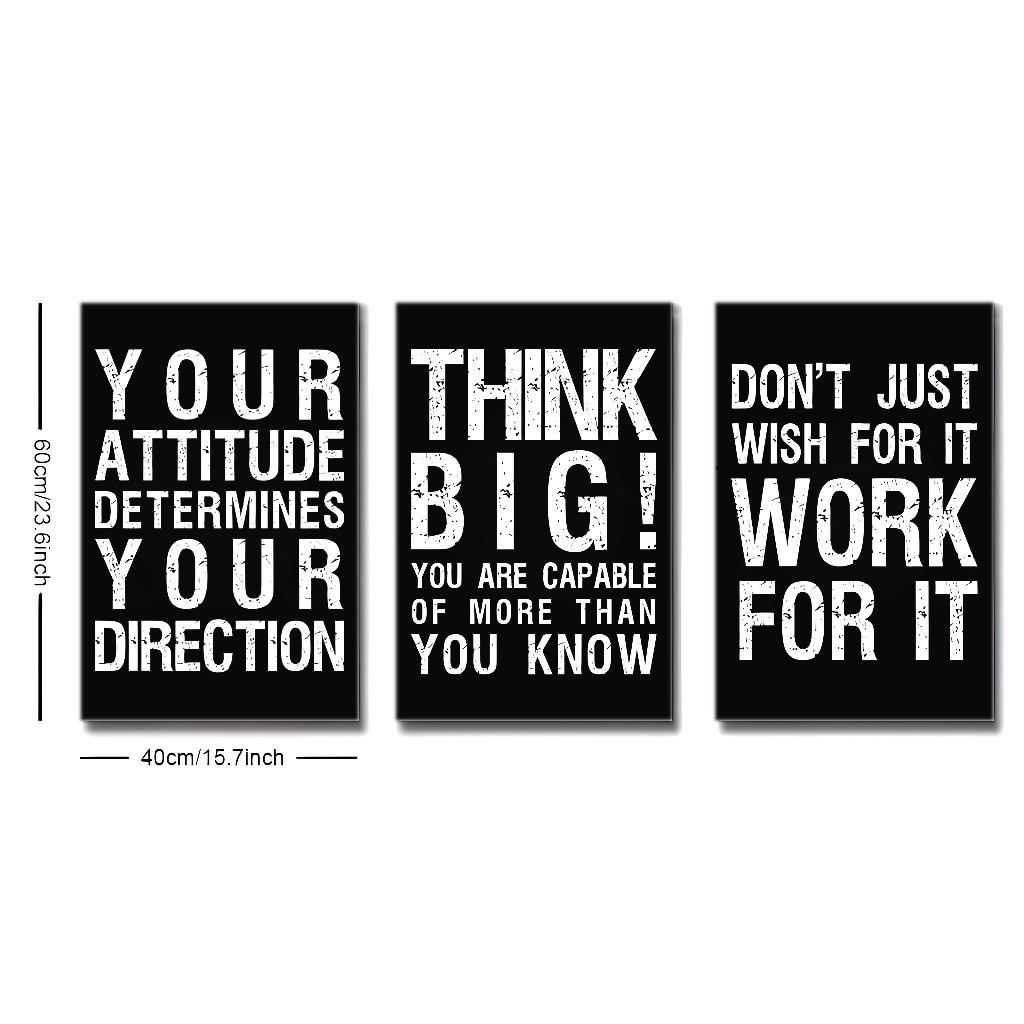 YOUR
ATTITUDE
DETERMINES
YOUR
DIRECTION
THINK
BIG!
YOU ARE CAPABLE
OF MORE THAN
YOU KNOW
DON'T JUST
WISH FOR IT
WORK
FOR IT
60cm/23.6inch
40cm/15.7inch